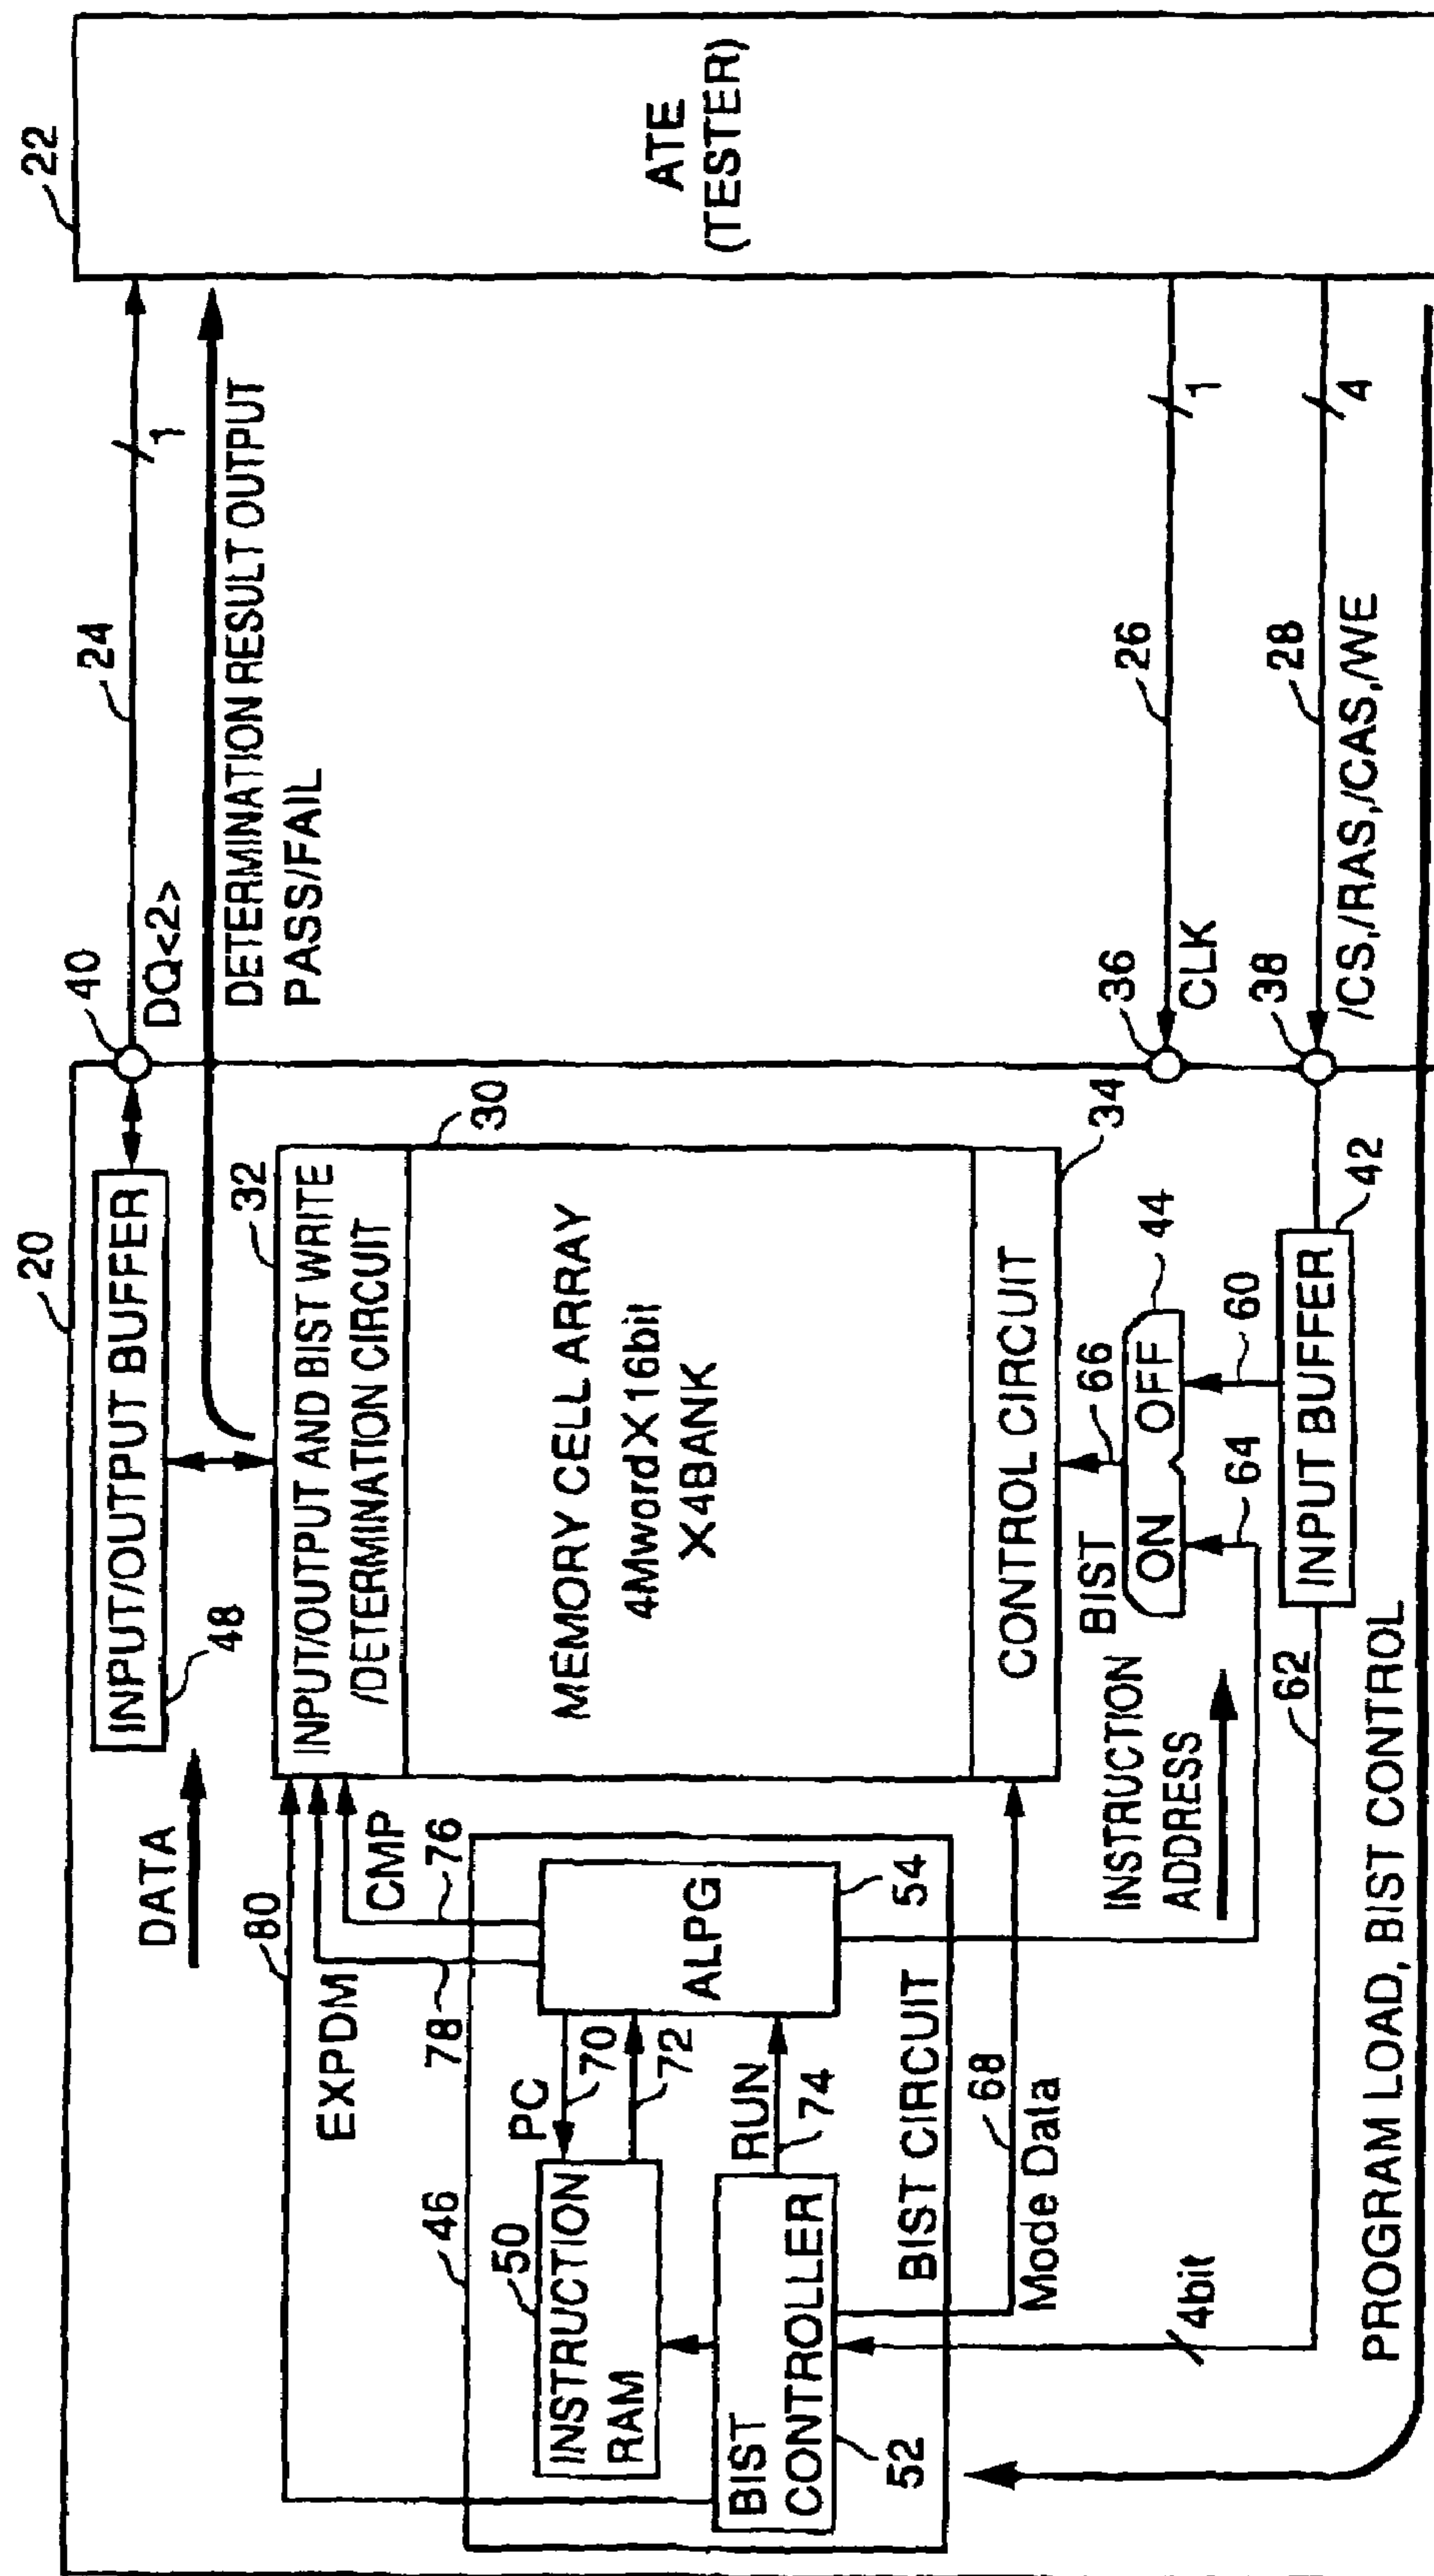 20
22
INPUT/OUTPUT BUFFER
48
40
DQ<2>
24
1
DATA
DETERMINATION RESULT OUTPUT
PASS/FAIL
ATE
(TESTER)
80
EXPDM
78
CMP
76
32
INPUT/OUTPUT AND BIST WRITE
/DETERMINATION CIRCUIT
30
MEMORY CELL ARRAY
4Mword×16bit
×4BANK
CONTROL CIRCUIT
34
46
50
INSTRUCTION
RAM
PC
70
72
ALPG
54
BIST
CONTROLLER
52
RUN
74
BIST CIRCUIT
68
Mode Data
INSTRUCTION
ADDRESS
BIST
66
ON
OFF
44
64
60
36
CLK
26
1
38
28
4
/CS,/RAS,/CAS,/WE
INPUT BUFFER
42
62
4bit
PROGRAM LOAD, BIST CONTROL